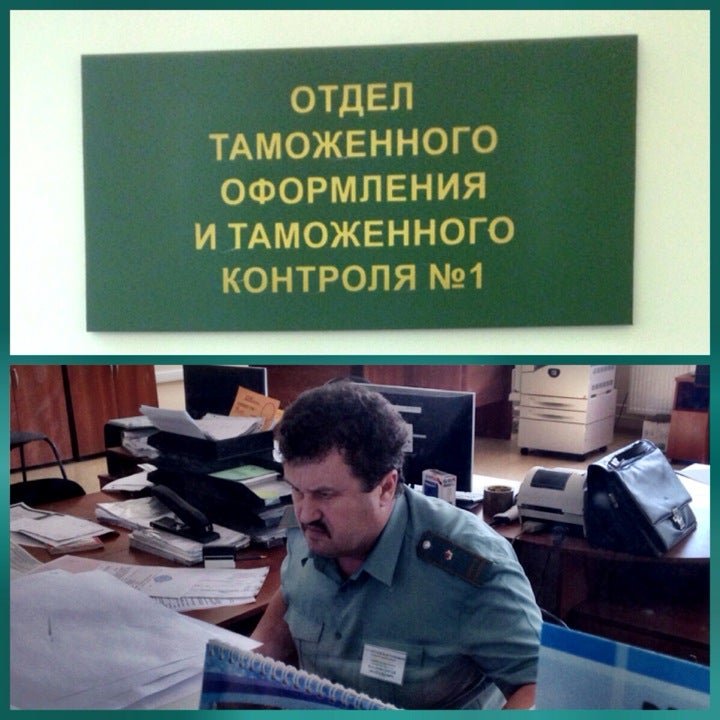 ОТДЕЛ
ТАМОЖЕННОГО
ОФОРМЛЕНИЯ
И ТАМОЖЕННОГО
КОНТРОЛЯ №1